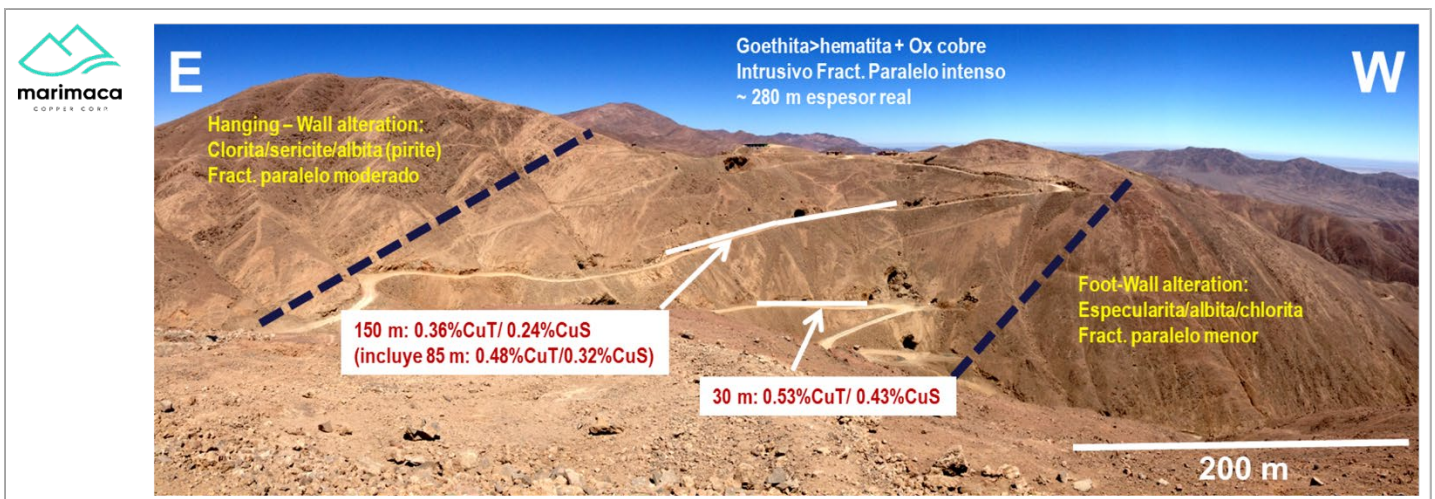 marimaca
COPPER CORP
E
Goethita>hematita + Ox cobre
Intrusivo Fract. Paralelo intenso
~ 280 m espesor real
W
Hanging – Wall alteration:
Clorita/sericite/albita (pirite)
Fract. paralelo moderado
Foot-Wall alteration:
Especularita/albita/chlorita
Fract. paralelo menor
150 m: 0.36%CuT/ 0.24%CuS
(incluye 85 m: 0.48%CuT/0.32%CuS)
30 m: 0.53%CuT/ 0.43%CuS
200 m